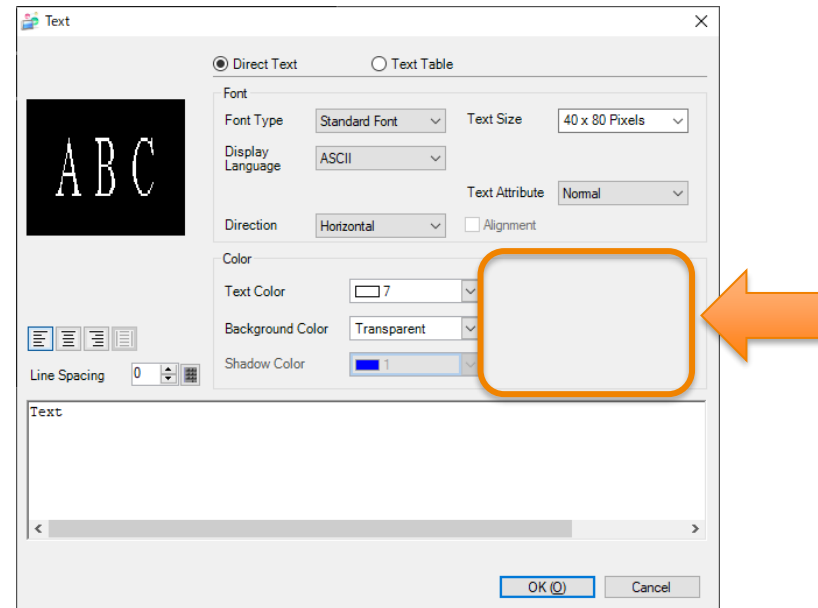 Text
Direct Text Text Table
Font
Font Type Standard Font Text Size 40 x 80 Pixels
Display Language ASCII
Text Attribute Normal
Direction Horizontal Alignment
ABC
Color
Text Color 7
Background Color Transparent
Shadow Color 1
Line Spacing 0
Text
OK (O) Cancel